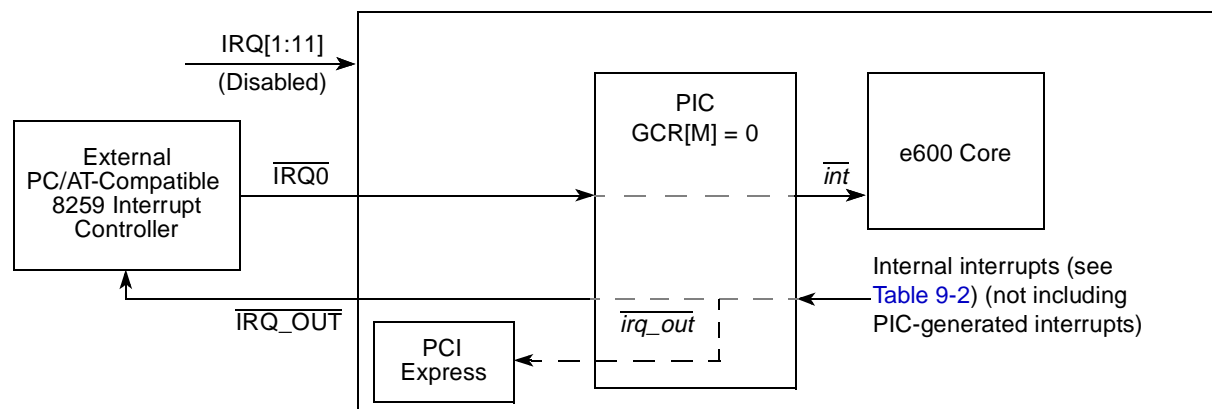 IRQ[1:11]
(Disabled)
External
PC/AT-Compatible
8259 Interrupt
Controller
IRQ0
IRQ_OUT
PIC
GCR[M] = 0
irq_out
PCI
Express
int
e600 Core
Internal interrupts (see
Table 9-2) (not including
PIC-generated interrupts)